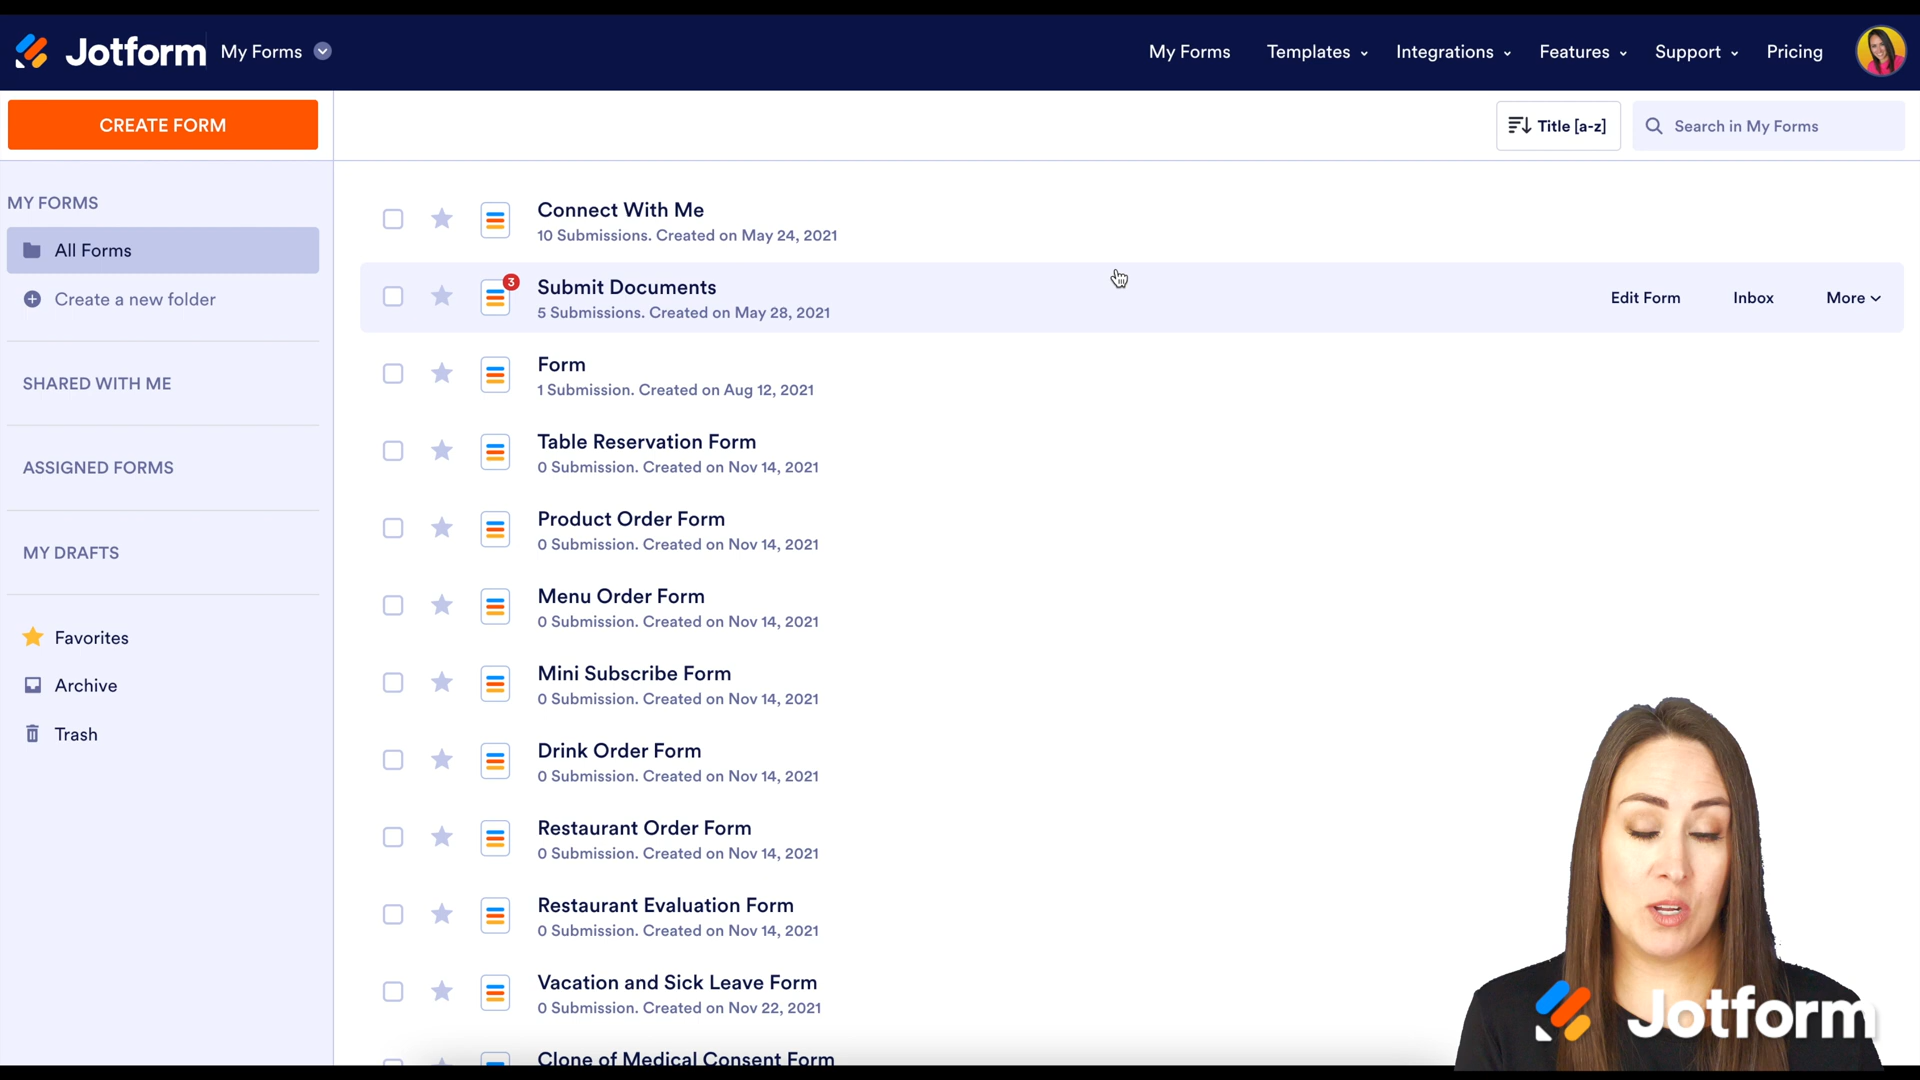 Jotform My Forms
My Forms Templates Integrations Features Support Pricing
CREATE FORM
Title [a-z]
Search in My Forms
MY FORMS
All Forms
Create a new folder
SHARED WITH ME
ASSIGNED FORMS
MY DRAFTS
Favorites
Archive
Trash
Connect With Me
10 Submissions. Created on May 24, 2021
3
Submit Documents
5 Submissions. Created on May 28, 2021
Edit Form Inbox More
Form
1 Submission. Created on Aug 12, 2021
Table Reservation Form
0 Submission. Created on Nov 14, 2021
Product Order Form
0 Submission. Created on Nov 14, 2021
Menu Order Form
0 Submission. Created on Nov 14, 2021
Mini Subscribe Form
0 Submission. Created on Nov 14, 2021
Drink Order Form
0 Submission. Created on Nov 14, 2021
Restaurant Order Form
0 Submission. Created on Nov 14, 2021
Restaurant Evaluation Form
0 Submission. Created on Nov 14, 2021
Vacation and Sick Leave Form
0 Submission. Created on Nov 22, 2021
Clone of Medical Consent Form
Jotform